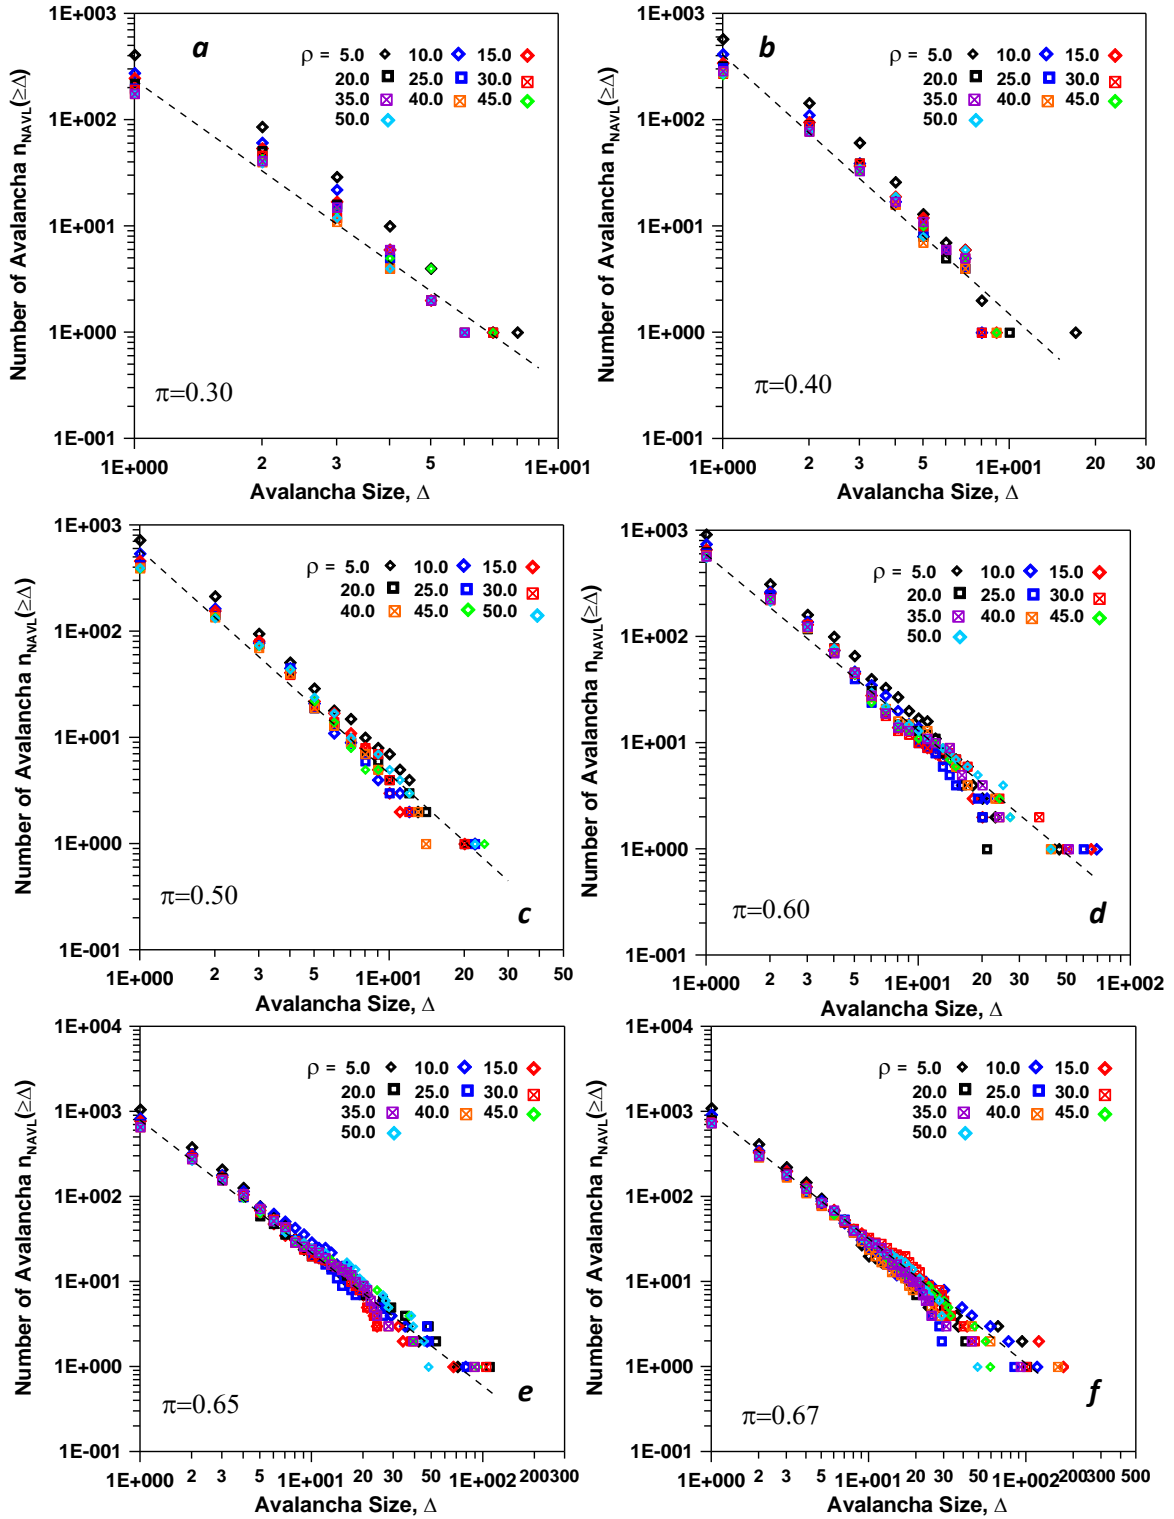 1E+003
1E+002
1E+001
1E+000
1E-001
Number of Avalancha n_NAVL(≥Δ)
a
ρ = 5.0 10.0 15.0
20.0 25.0 30.0
35.0 40.0 45.0
50.0
π=0.30
1E+000 2 3 5 1E+001
Avalancha Size, Δ
1E+003
1E+002
1E+001
1E+000
1E-001
Number of Avalancha n_NAVL(≥Δ)
b
ρ = 5.0 10.0 15.0
20.0 25.0 30.0
35.0 40.0 45.0
50.0
π=0.40
1E+000 2 3 5 1E+001 20 30
Avalancha Size, Δ
1E+003
1E+002
1E+001
1E+000
1E-001
Number of Avalancha n_NAVL(≥Δ)
ρ = 5.0 10.0 15.0
20.0 25.0 30.0
40.0 45.0 50.0
π=0.50
c
1E+000 2 3 5 1E+001 20 30 50
Avalancha Size, Δ
1E+003
1E+002
1E+001
1E+000
1E-001
Number of Avalancha n_NAVL(≥Δ)
ρ = 5.0 10.0 15.0
20.0 25.0 30.0
35.0 40.0 45.0
50.0
π=0.60
d
1E+000 2 3 5 1E+001 20 30 50 1E+002
Avalancha Size, Δ
1E+004
1E+003
1E+002
1E+001
1E+000
1E-001
Number of Avalancha n_NAVL(≥Δ)
ρ = 5.0 10.0 15.0
20.0 25.0 30.0
35.0 40.0 45.0
50.0
π=0.65
e
1E+000 2 3 5 1E+001 20 30 50 1E+002 200 300
Avalancha Size, Δ
1E+004
1E+003
1E+002
1E+001
1E+000
1E-001
Number of Avalancha n_NAVL(≥Δ)
ρ = 5.0 10.0 15.0
20.0 25.0 30.0
35.0 40.0 45.0
50.0
π=0.67
f
1E+000 2 3 5 1E+001 20 30 50 1E+002 200 300 500
Avalancha Size, Δ